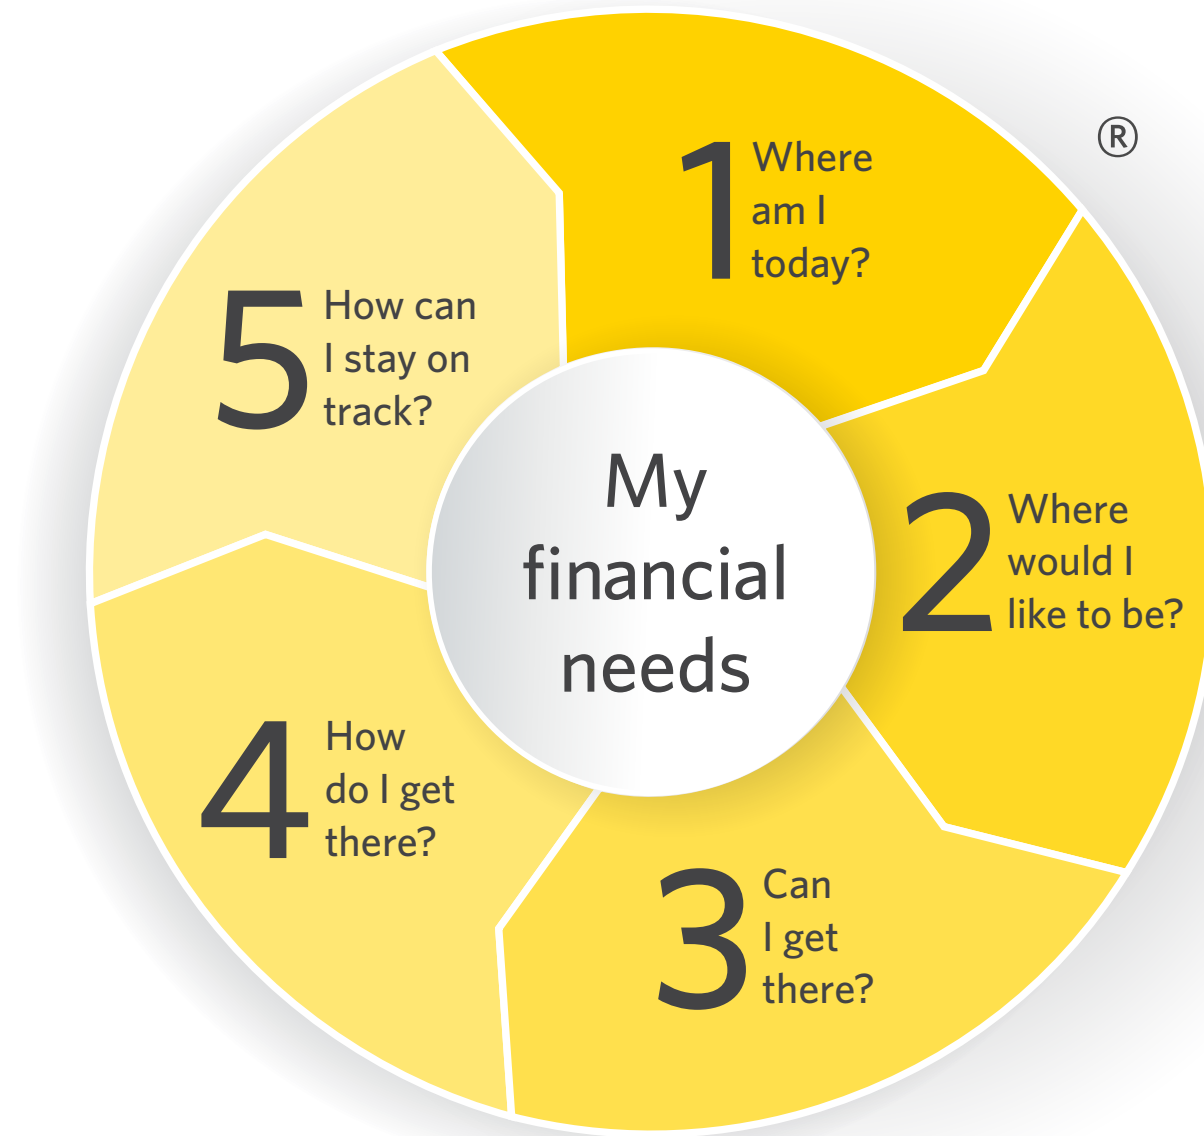 1 Where
am I
today?
®
2 Where
would I
like to be?
3 Can
I get
there?
4 How
do I get
there?
5 How can
I stay on
track?
My
financial
needs